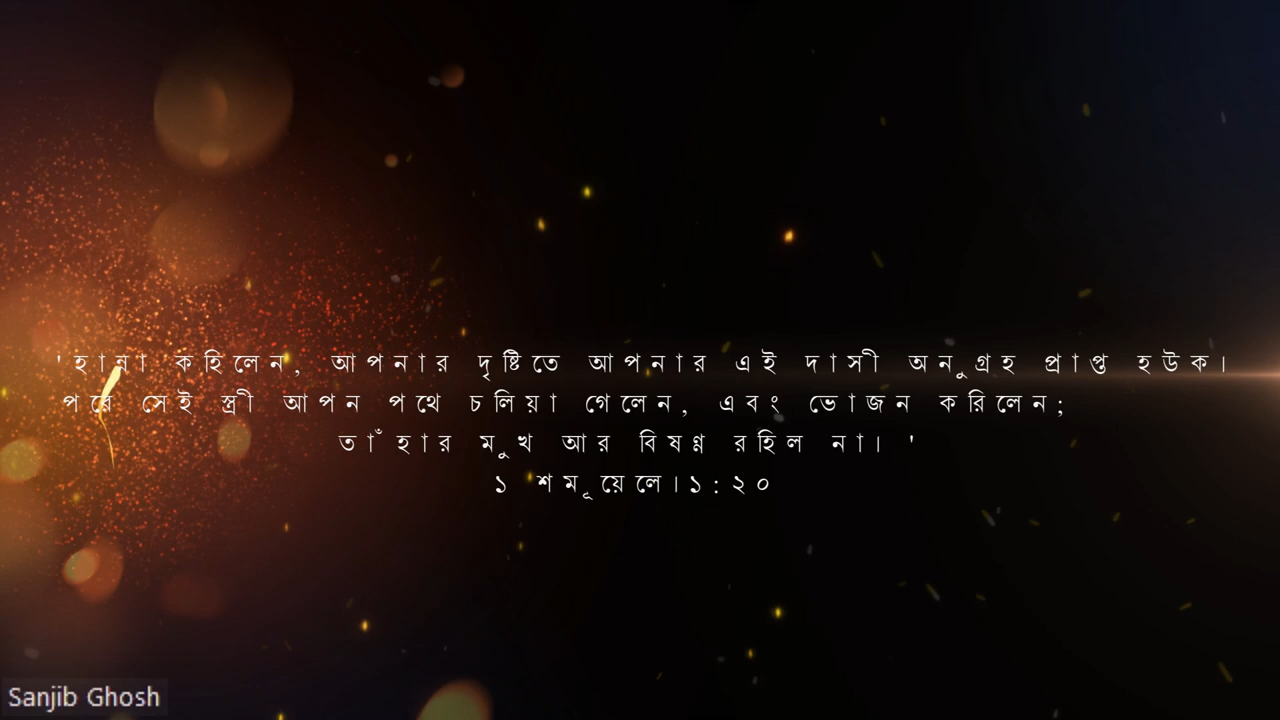 'হান্না কহিলেন, আপনার দৃষ্টিতে আপনার এই দাসী অনুগ্রহ প্রাপ্ত হউক।
পরে সেই স্ত্রী আপন পথে চলিয়া গেলেন, এবং ভোজন করিলেন;
তাঁহার মুখ আর বিষণ্ণ রহিল না। '
১ শমূয়েলে।১:২০
Sanjib Ghosh